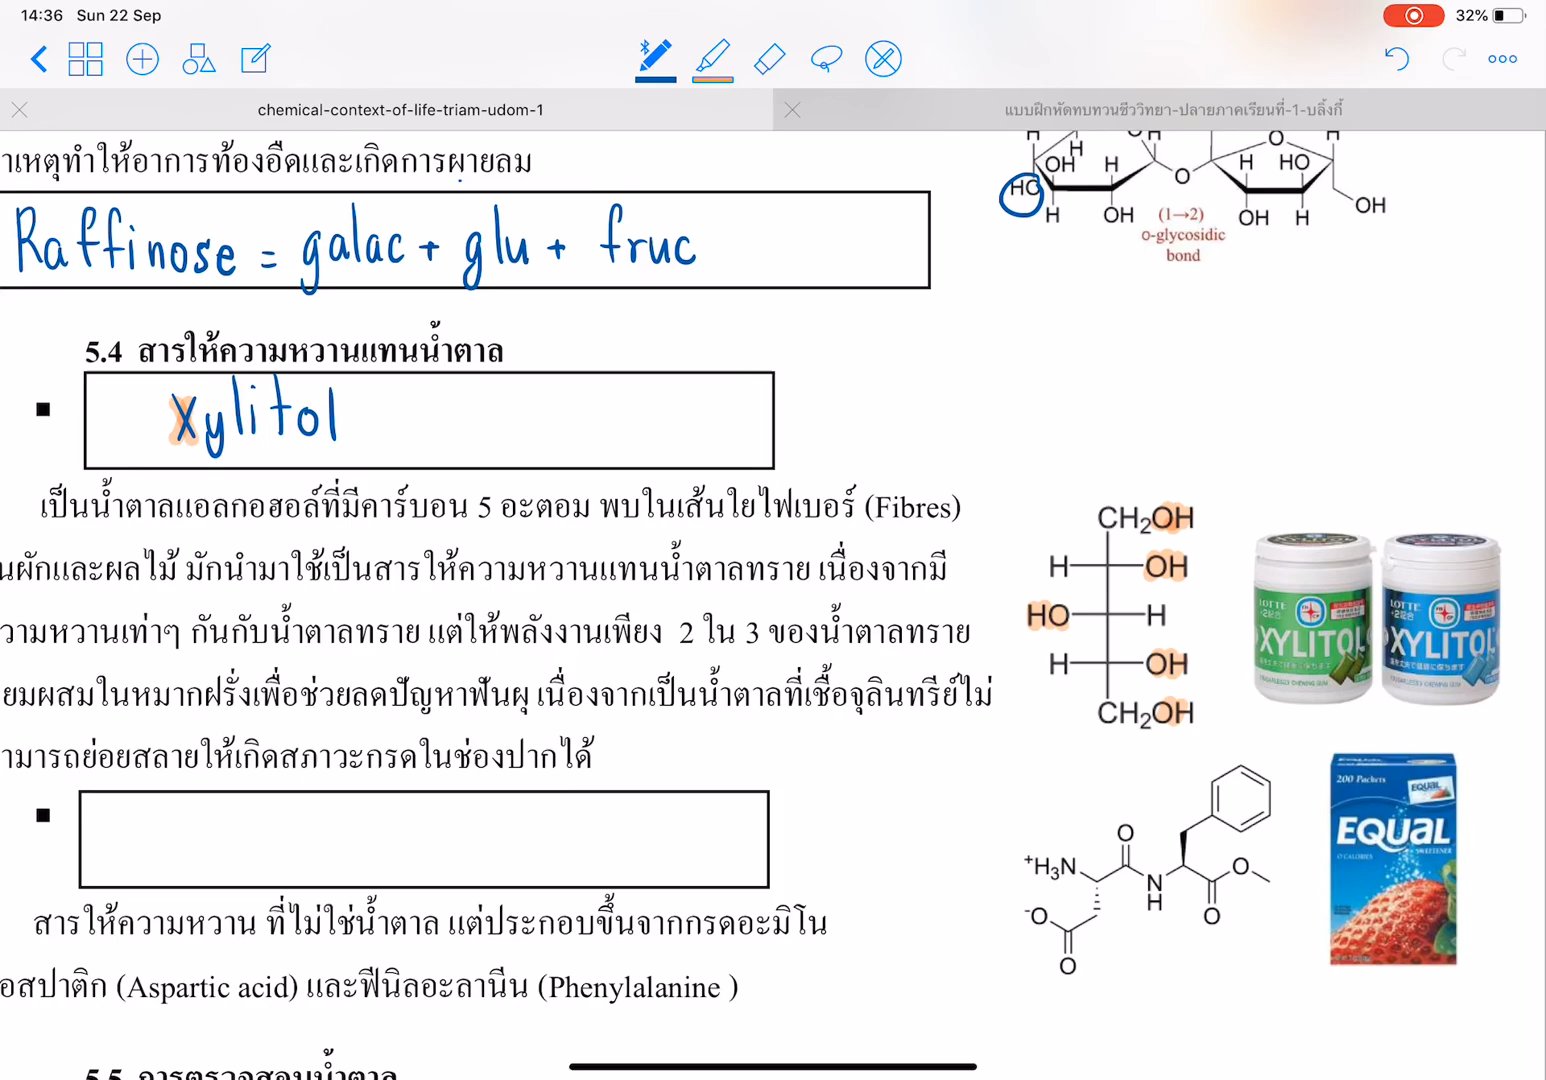 14:36 Sun 22 Sep
32%
chemical-context-of-life-triam-udom-1
แบบฝึกหัดทบทวนชีววิทยา-ปลายภาคเรียนที่-1-บลิ้งกี้
าเหตุทำให้อาการท้องอืดและเกิดการผายลม
Raffinose = galac + glu + fruc
H
H
O
H
OH
H
H
O
H
HO
HO
H
OH
OH
H
OH
(1→2)
o-glycosidic
bond
5.4 สารให้ความหวานแทนน้ำตาล
Xylitol
เป็นน้ำตาลแอลกอฮอล์ที่มีคาร์บอน 5 อะตอม พบในเส้นใยไฟเบอร์ (Fibres)
นผักและผลไม้ มักนำมาใช้เป็นสารให้ความหวานแทนน้ำตาลทราย เนื่องจากมี
วามหวานเท่าๆ กันกับน้ำตาลทราย แต่ให้พลังงานเพียง 2 ใน 3 ของน้ำตาลทราย
ยมผสมในหมากฝรั่งเพื่อช่วยลดปัญหาฟันผุ เนื่องจากเป็นน้ำตาลที่เชื้อจุลินทรีย์ไม่
ามารถย่อยสลายให้เกิดสภาวะกรดในช่องปากได้
CH2OH
H OH
HO H
H OH
CH2OH
LOTTE
+2配合
XYLITOL
LOTTE
+2配合
XYLITOL
สารให้ความหวาน ที่ไม่ใช่น้ำตาล แต่ประกอบขึ้นจากกรดอะมิโน
อสปาติก (Aspartic acid) และฟีนิลอะลานีน (Phenylalanine )
O
+H3N
N
H
O
O
-O
O
200 Packets
EQUAL
EQUAL
SWEETENER
0 CALORIES
5.5 การตรวจสอบน้ำตาล